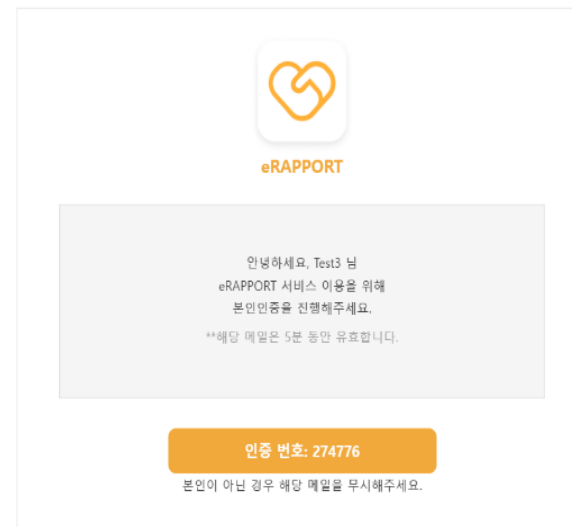 eRAPPORT
안녕하세요, Test3 님
eRAPPORT 서비스 이용을 위해
본인인증을 진행해주세요.
**해당 메일은 5분 동안 유효합니다.
인증 번호: 274776
본인이 아닌 경우 해당 메일을 무시해주세요.